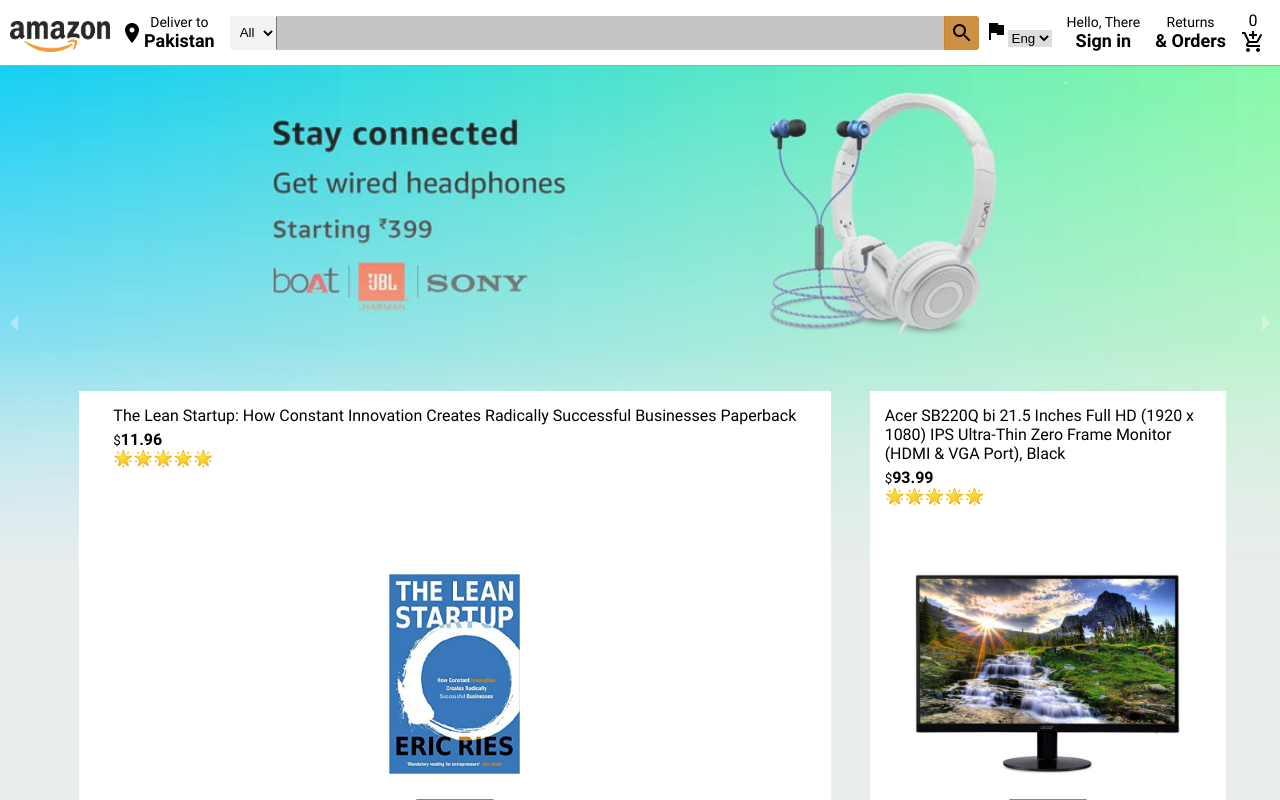 amazon
Deliver to
Pakistan
All
Eng
Hello, There
Sign in
Returns
& Orders
0
Stay connected
Get wired headphones
Starting ₹399
boAt | JBL | SONY
HARMAN
boAt
The Lean Startup: How Constant Innovation Creates Radically Successful Businesses Paperback
$11.96
THE LEAN
STARTUP
How Constant Innovation
Creates Radically
Successful Businesses
ERIC RIES
'Mandatory reading for entrepreneurs'
Acer SB220Q bi 21.5 Inches Full HD (1920 x
1080) IPS Ultra-Thin Zero Frame Monitor
(HDMI & VGA Port), Black
$93.99
acer